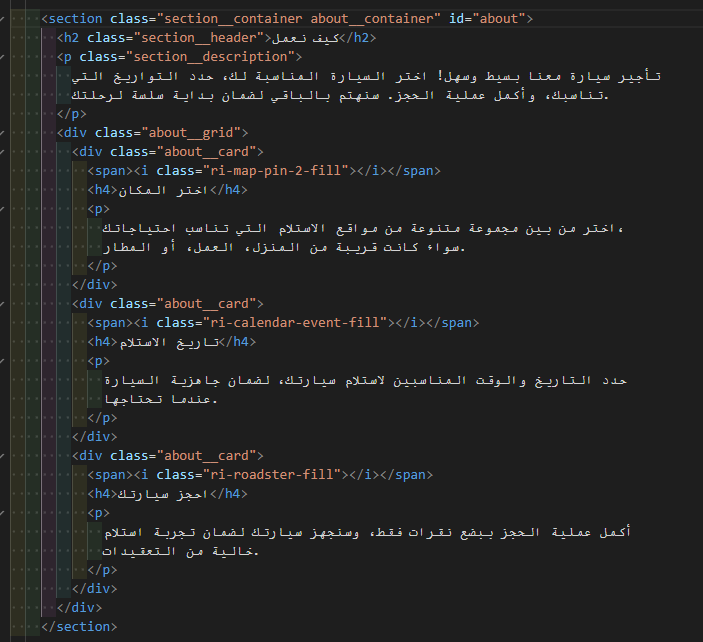 <section class="section__container about__container" id="about">
<h2 class="section__header">كيف نعمل</h2>
<p class="section__description">
تأجير سيارة معنا بسيط وسهل! اختر السيارة المناسبة لك، حدد التواريخ التي
تناسبك، وأكمل عملية الحجز. سنهتم بالباقي لضمان بداية سلسة لرحلتك.
</p>
<div class="about__grid">
<div class="about__card">
<span><i class="ri-map-pin-2-fill"></i></span>
<h4>اختر المكان</h4>
<p>
اختر من بين مجموعة متنوعة من مواقع الاستلام التي تناسب احتياجاتك،
سواء كانت قريبة من المنزل، العمل، أو المطار.
</p>
</div>
<div class="about__card">
<span><i class="ri-calendar-event-fill"></i></span>
<h4>تاريخ الاستلام</h4>
<p>
حدد التاريخ والوقت المناسبين لاستلام سيارتك، لضمان جاهزية السيارة
عندما تحتاجها.
</p>
</div>
<div class="about__card">
<span><i class="ri-roadster-fill"></i></span>
<h4>احجز سيارتك</h4>
<p>
أكمل عملية الحجز ببضع نقرات فقط، وسنجهز سيارتك لضمان تجربة استلام
خالية من التعقيدات.
</p>
</div>
</div>
</section>